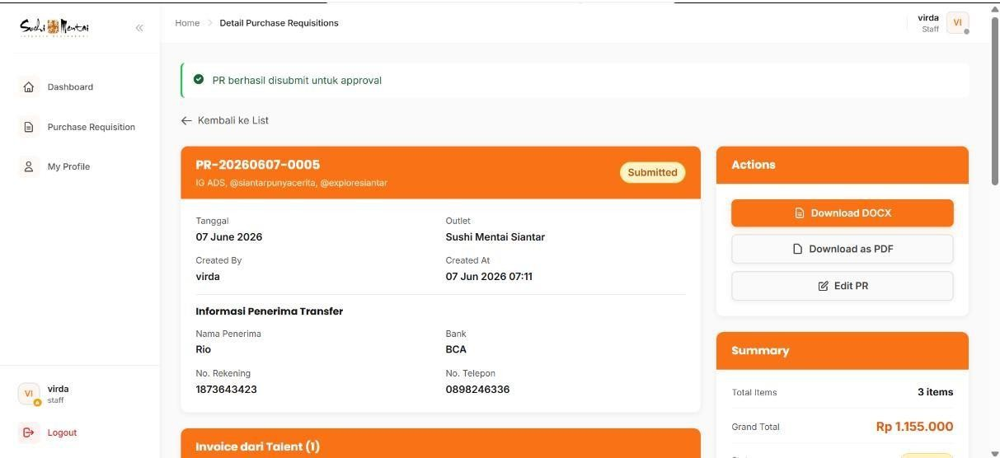 Sushi Mentai
Home > Detail Purchase Requisitions
virda
Staff
VI
Dashboard
Purchase Requisition
My Profile
PR berhasil disubmit untuk approval
Kembali ke List
PR-20260607-0005
IG ADS, @siantarpunyacerita, @exploresiantar
Submitted
Tanggal
07 June 2026
Outlet
Sushi Mentai Siantar
Created By
virda
Created At
07 Jun 2026 07:11
Informasi Penerima Transfer
Nama Penerima
Rio
Bank
BCA
No. Rekening
1873643423
No. Telepon
0898246336
Invoice dari Talent (1)
Actions
Download DOCX
Download as PDF
Edit PR
Summary
Total Items
3 items
Grand Total
Rp 1.155.000
VI
virda
staff
Logout